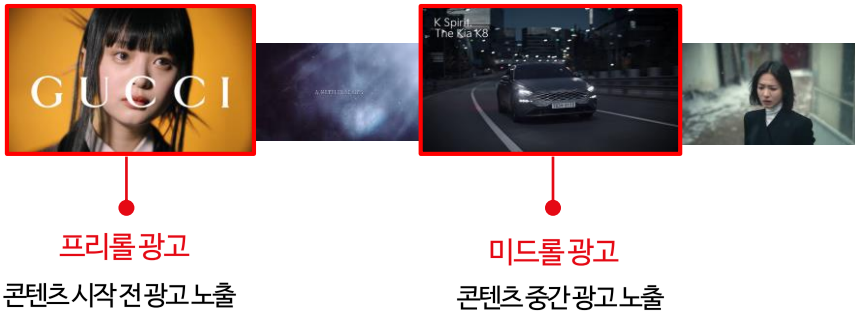 GUCCI
K Spirit.
The Kia K8
프리롤 광고
콘텐츠 시작 전 광고 노출
미드롤 광고
콘텐츠 중간 광고 노출